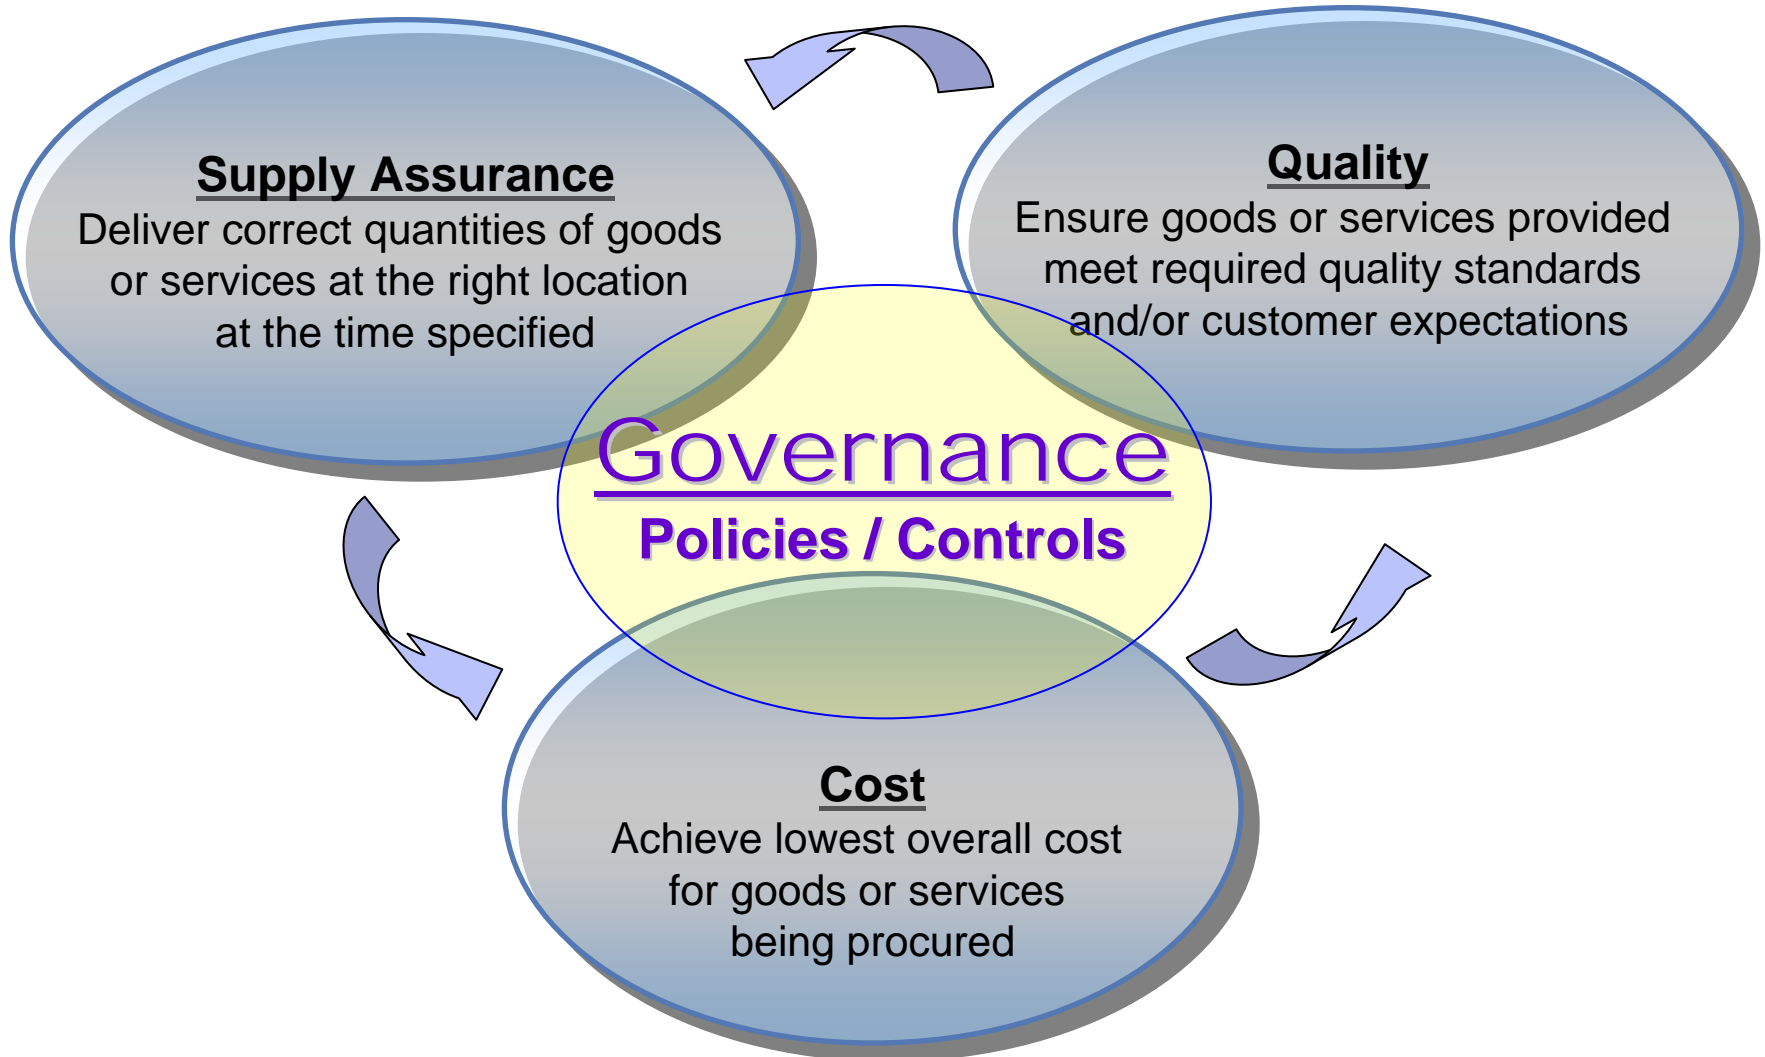 Supply Assurance
Deliver correct quantities of goods
or services at the right location
at the time specified
Quality
Ensure goods or services provided
meet required quality standards
and/or customer expectations
Governance
Policies / Controls
Cost
Achieve lowest overall cost
for goods or services
being procured